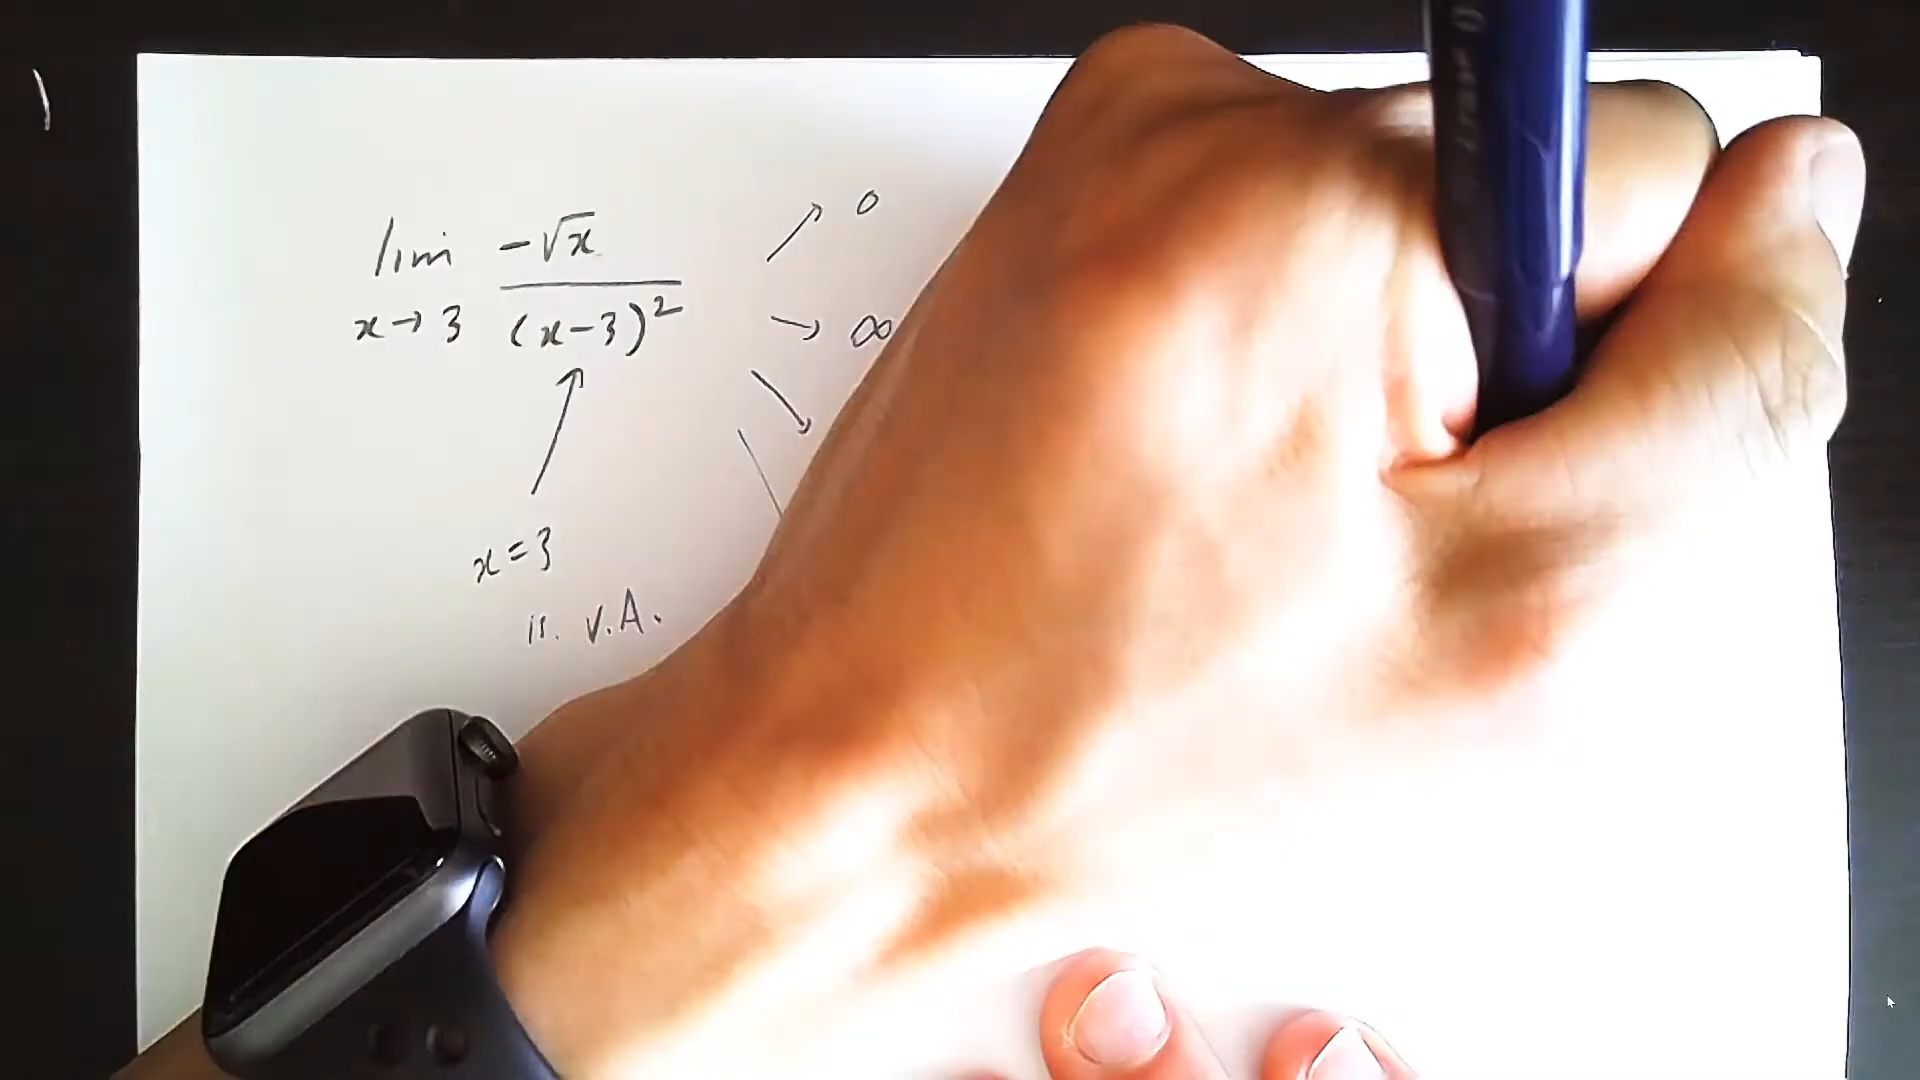 lim -√x / (x-3)²
x→3
↗ 0
→ ∞
x=3
is. V.A.